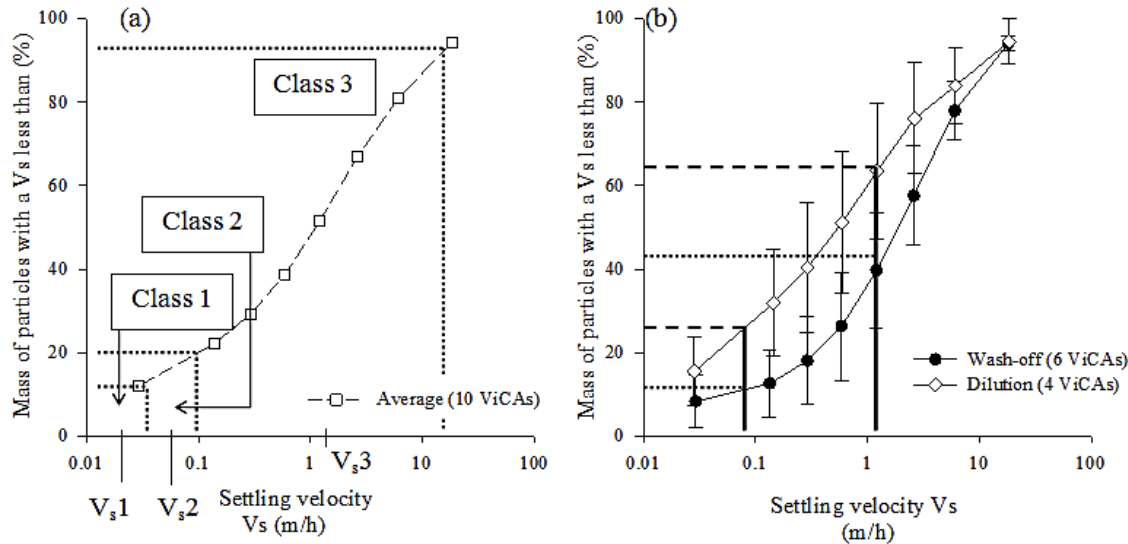 (a)
Mass of particles with a Vs less than (%)
100
80
60
40
20
0
Class 3
Class 2
Class 1
Average (10 ViCAs)
0.01
0.1
1
10
100
Vs1
Vs2
Vs3
Settling velocity
Vs (m/h)
(b)
Mass of particles with a Vs less than (%)
100
80
60
40
20
0
Wash-off (6 ViCAs)
Dilution (4 ViCAs)
0.01
0.1
1
10
100
Settling velocity Vs
(m/h)